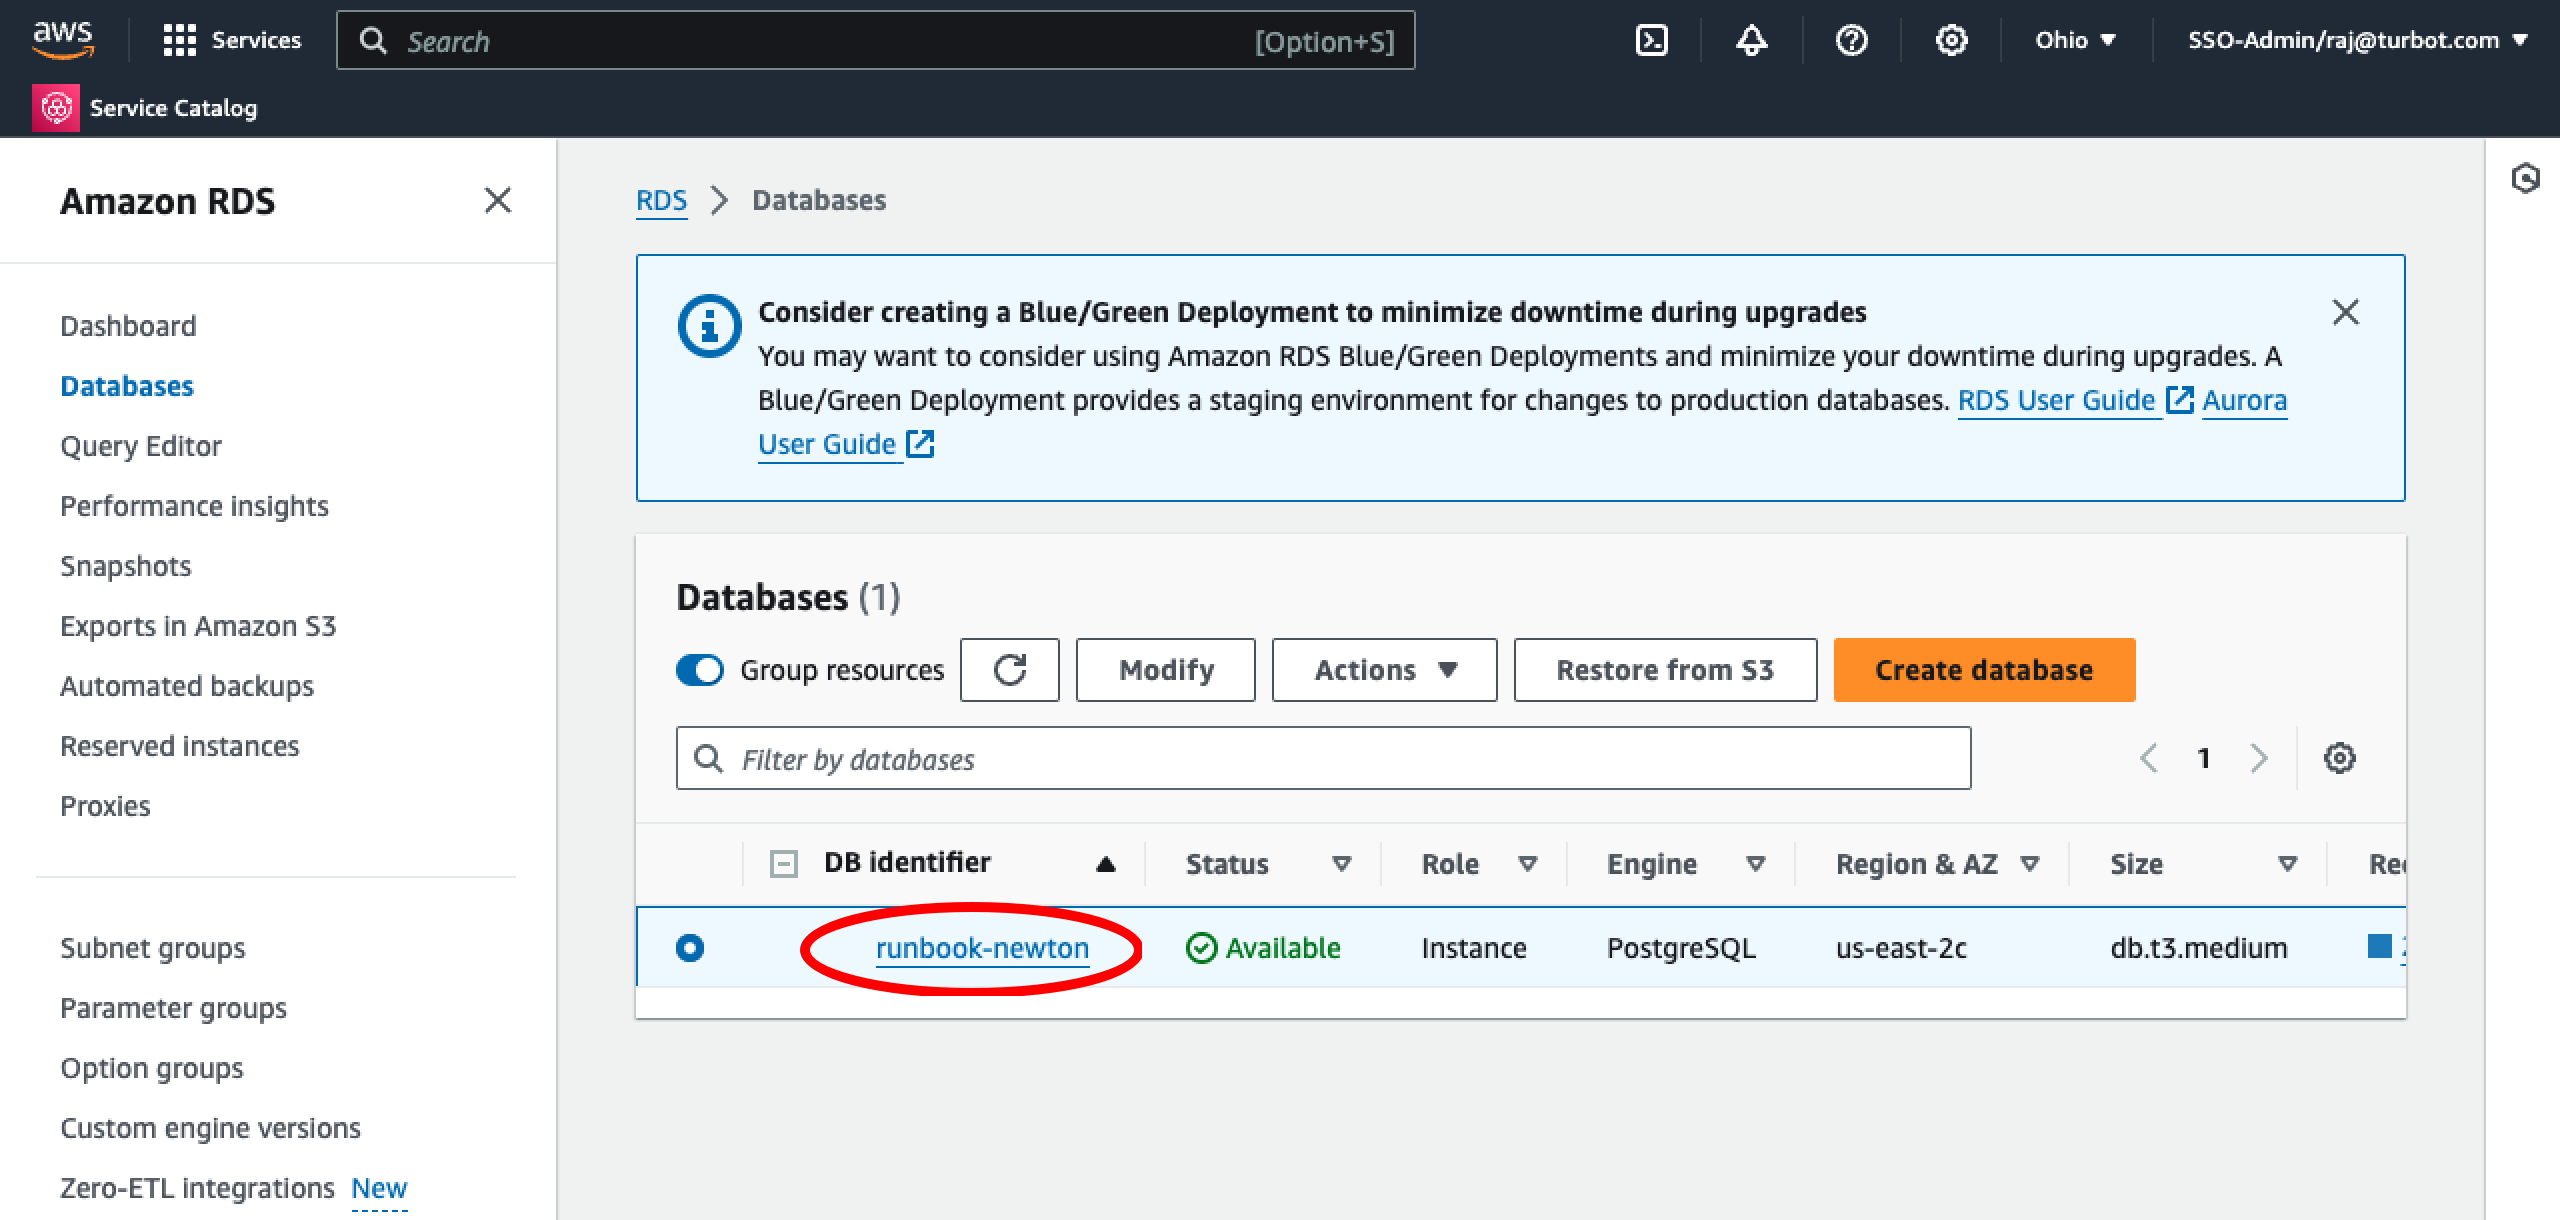 aws Services Search [Option+S] Ohio SSO-Admin/raj@turbot.com
Service Catalog
Amazon RDS
Dashboard
Databases
Query Editor
Performance insights
Snapshots
Exports in Amazon S3
Automated backups
Reserved instances
Proxies
Subnet groups
Parameter groups
Option groups
Custom engine versions
Zero-ETL integrations New
RDS Databases
Consider creating a Blue/Green Deployment to minimize downtime during upgrades
You may want to consider using Amazon RDS Blue/Green Deployments and minimize your downtime during upgrades. A
Blue/Green Deployment provides a staging environment for changes to production databases. RDS User Guide Aurora
User Guide
Databases (1)
Group resources Modify Actions Restore from S3 Create database
Filter by databases 1
DB identifier Status Role Engine Region & AZ Size
runbook-newton Available Instance PostgreSQL us-east-2c db.t3.medium